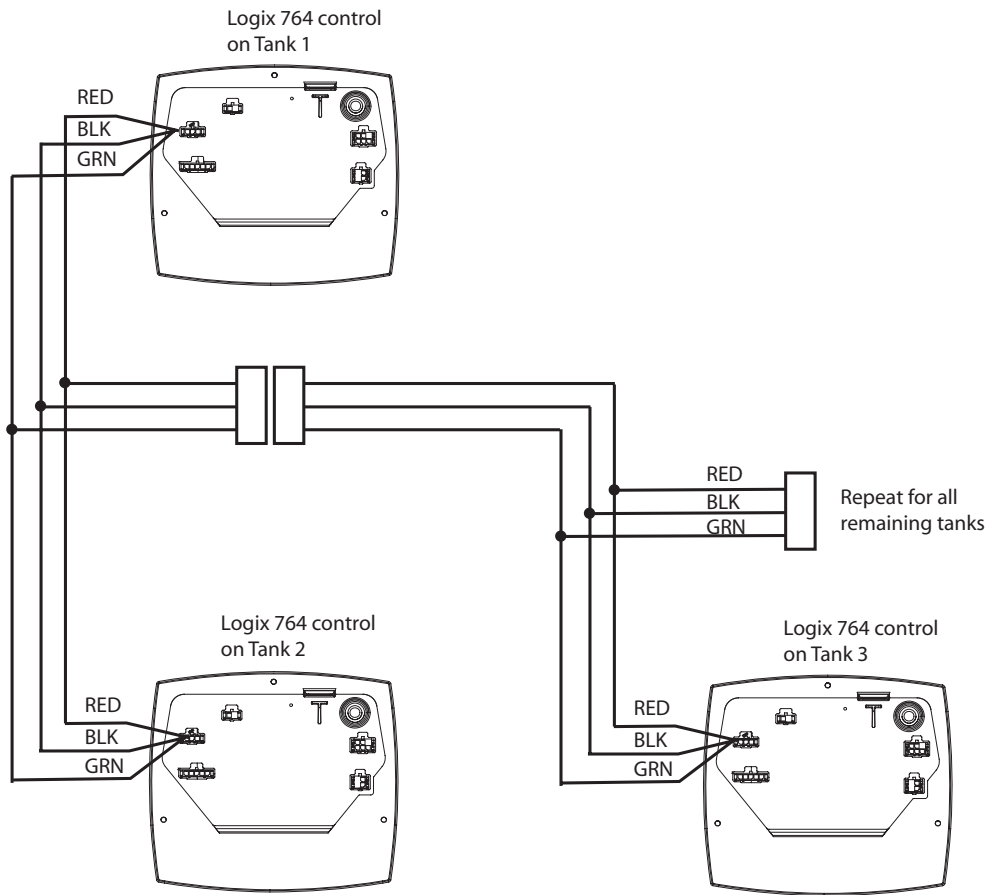 Logix 764 control
on Tank 1
RED
BLK
GRN
RED
BLK
GRN
Repeat for all
remaining tanks
Logix 764 control
on Tank 2
RED
BLK
GRN
Logix 764 control
on Tank 3
RED
BLK
GRN